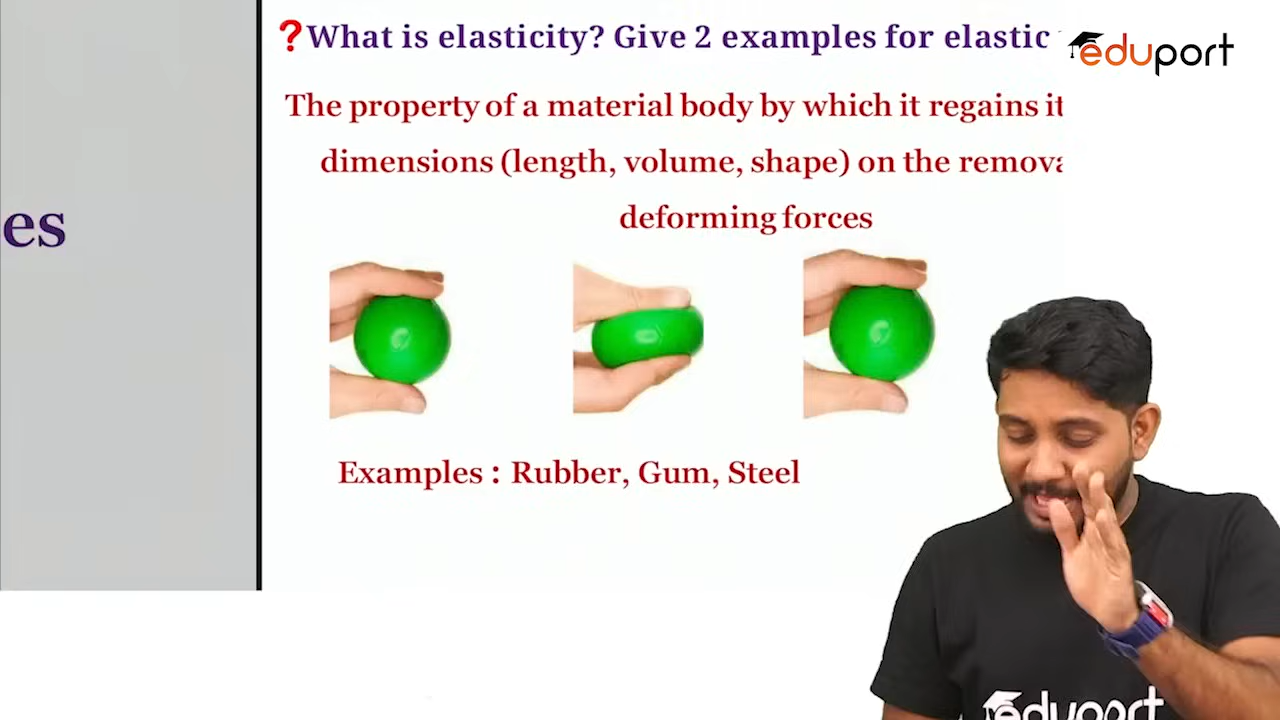 ❓What is elasticity? Give 2 examples for elastic
eduport
The property of a material body by which it regains it
dimensions (length, volume, shape) on the
deforming forces
es
Examples : Rubber, Gum, Steel
eduport